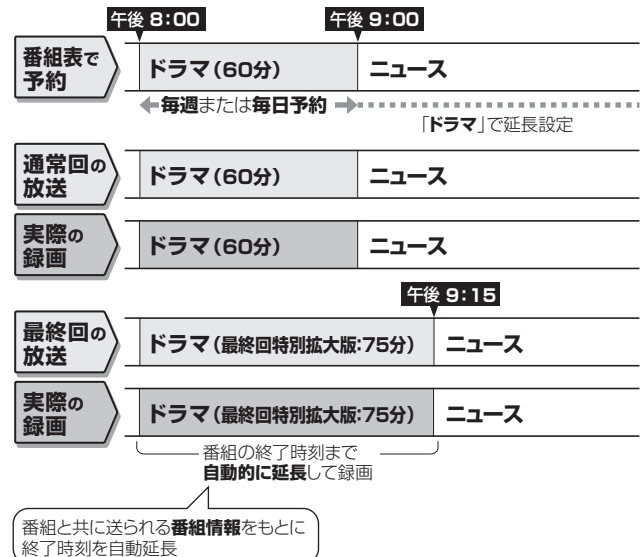 午後 8:00 午後 9:00
番組表で
予約
ドラマ(60分) ニュース
毎週または毎日予約
「ドラマ」で延長設定
通常回の
放送
ドラマ(60分) ニュース
実際の
録画
ドラマ(60分) ニュース
午後 9:15
最終回の
放送
ドラマ(最終回特別拡大版:75分) ニュース
実際の
録画
ドラマ(最終回特別拡大版:75分) ニュース
番組の終了時刻まで
自動的に延長して録画
番組と共に送られる番組情報をもとに
終了時刻を自動延長